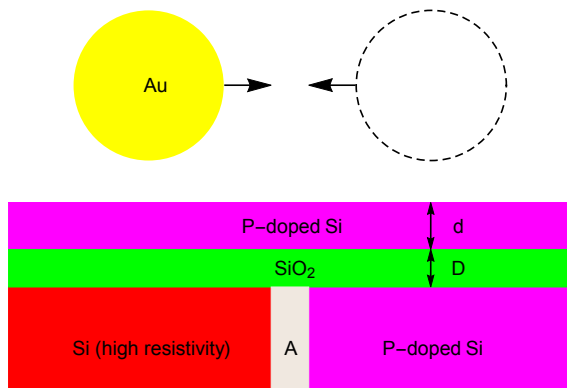 Au
P−doped Si
d
SiO₂
D
Si (high resistivity)
A
P−doped Si